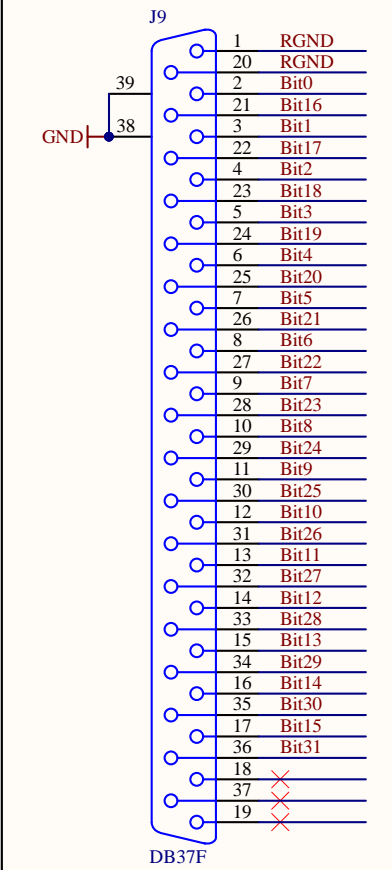 J9
1 RGND
20 RGND
39 2 Bit0
21 Bit16
GND 38 3 Bit1
22 Bit17
4 Bit2
23 Bit18
5 Bit3
24 Bit19
6 Bit4
25 Bit20
7 Bit5
26 Bit21
8 Bit6
27 Bit22
9 Bit7
28 Bit23
10 Bit8
29 Bit24
11 Bit9
30 Bit25
12 Bit10
31 Bit26
13 Bit11
32 Bit27
14 Bit12
33 Bit28
15 Bit13
34 Bit29
16 Bit14
35 Bit30
17 Bit15
36 Bit31
18
37
19
DB37F